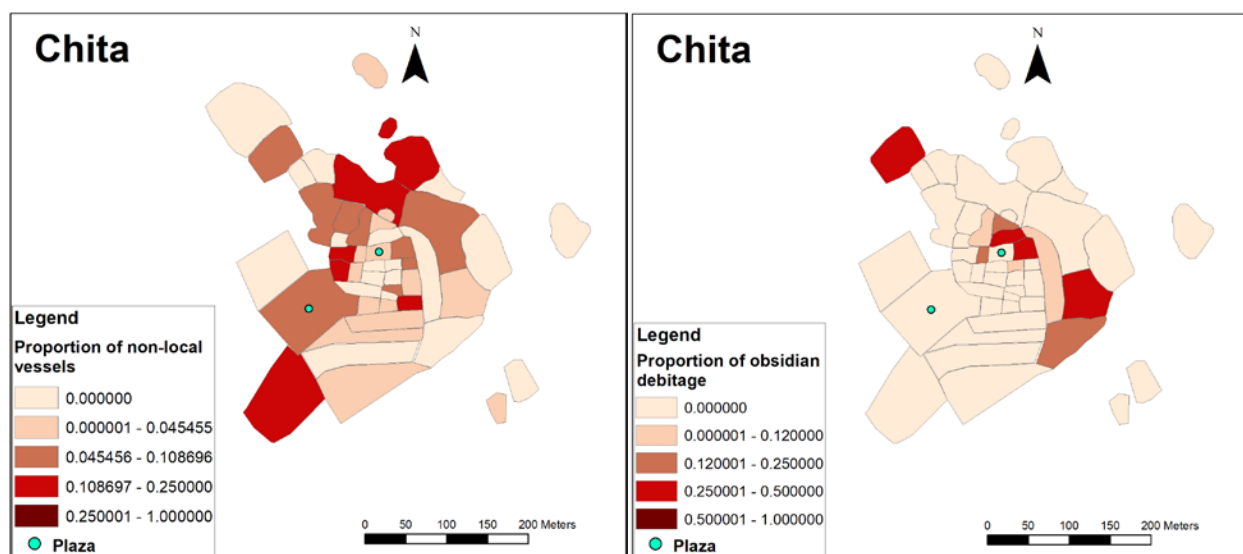 Chita
N
Legend
Proportion of non-local
vessels
0.000000
0.000001 - 0.045455
0.045456 - 0.108696
0.108697 - 0.250000
0.250001 - 1.000000
Plaza
0 50 100 150 200 Meters
Chita
N
Legend
Proportion of obsidian
debitage
0.000000
0.000001 - 0.120000
0.120001 - 0.250000
0.250001 - 0.500000
0.500001 - 1.000000
Plaza
0 50 100 150 200 Meters